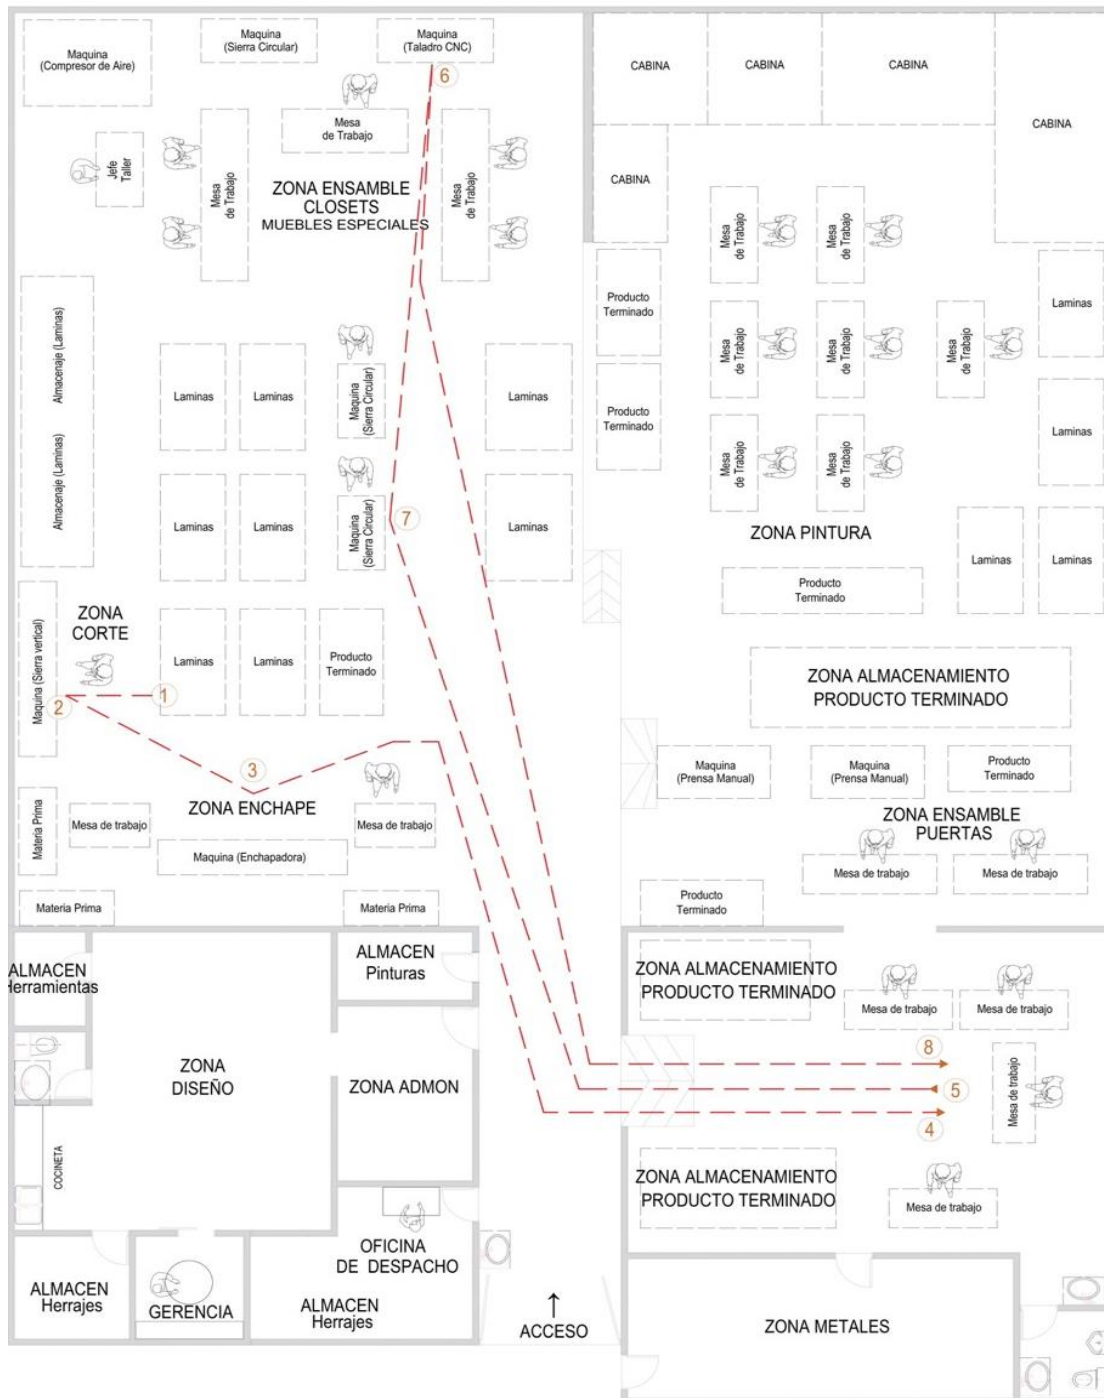 Maquina
(Compresor de Aire)
Maquina
(Sierra Circular)
Maquina
(Taladro CNC)
6
Mesa
de Trabajo
Jefe
Taller
Mesa
de Trabajo
Mesa
de Trabajo
ZONA ENSAMBLE
CLOSETS
MUEBLES ESPECIALES
CABINA
CABINA
CABINA
CABINA
CABINA
Mesa
de Trabajo
Mesa
de Trabajo
Producto
Terminado
Laminas
Mesa
de Trabajo
Mesa
de Trabajo
Mesa
de Trabajo
Producto
Terminado
Laminas
Mesa
de Trabajo
Mesa
de Trabajo
ZONA PINTURA
Laminas
Laminas
Producto
Terminado
Almacenaje (Laminas)
Almacenaje (Laminas)
Laminas
Laminas
Maquina
(Sierra Circular)
Laminas
Laminas
Laminas
Maquina
(Sierra Circular)
7
Laminas
ZONA
CORTE
Maquina (Sierra vertical)
2
1
Laminas
Laminas
Producto
Terminado
3
ZONA ENCHAPE
Materia Prima
Mesa de trabajo
Mesa de trabajo
Maquina (Enchapadora)
Materia Prima
Materia Prima
ZONA ALMACENAMIENTO
PRODUCTO TERMINADO
Maquina
(Prensa Manual)
Maquina
(Prensa Manual)
Producto
Terminado
ZONA ENSAMBLE
PUERTAS
Mesa de trabajo
Mesa de trabajo
Producto
Terminado
ALMACEN
Herramientas
ALMACEN
Pinturas
ZONA
DISEÑO
ZONA ADMON
COCINETA
ZONA ALMACENAMIENTO
PRODUCTO TERMINADO
Mesa de trabajo
Mesa de trabajo
8
5
4
Mesa de trabajo
ZONA ALMACENAMIENTO
PRODUCTO TERMINADO
Mesa de trabajo
OFICINA
DE DESPACHO
ALMACEN
Herrajes
GERENCIA
ALMACEN
Herrajes
ACCESO
ZONA METALES